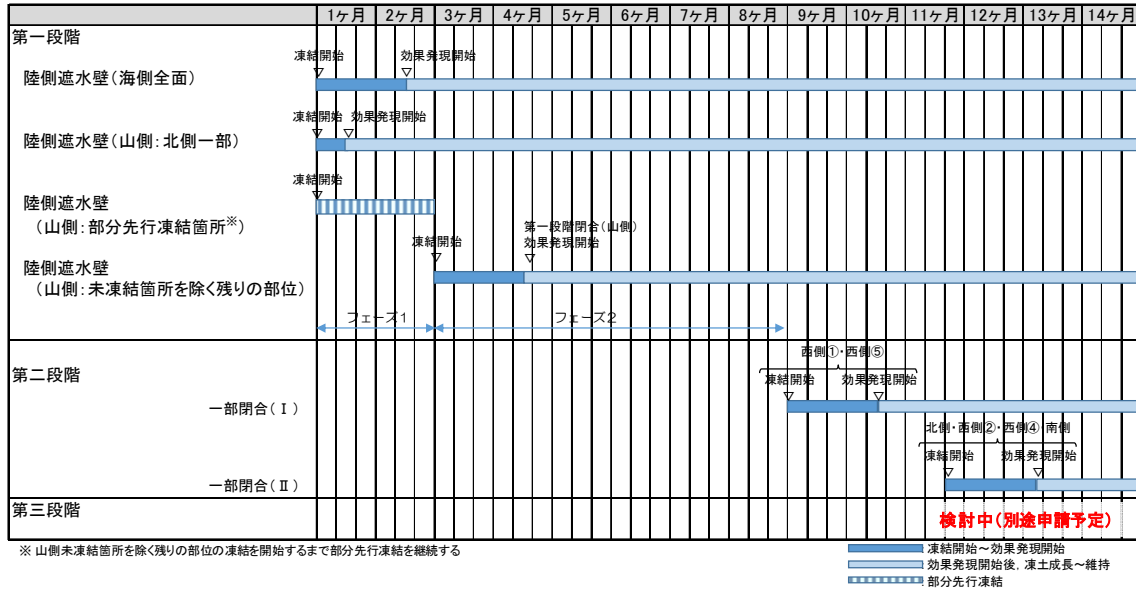 1ヶ月 2ヶ月 3ヶ月 4ヶ月 5ヶ月 6ヶ月 7ヶ月 8ヶ月 9ヶ月 10ヶ月 11ヶ月 12ヶ月 13ヶ月 14ヶ月
第一段階
凍結開始 効果発現開始
陸側遮水壁(海側全面)
凍結開始 効果発現開始
陸側遮水壁(山側:北側一部)
凍結開始
陸側遮水壁
(山側:部分先行凍結箇所※)
第一段階閉合(山側)
凍結開始 効果発現開始
陸側遮水壁
(山側:未凍結箇所を除く残りの部位)
フェーズ1 フェーズ2
西側①・西側⑤
第二段階
凍結開始 効果発現開始
一部閉合(Ⅰ)
北側・西側②・西側④・南側
凍結開始 効果発現開始
一部閉合(Ⅱ)
第三段階
検討中(別途申請予定)
※ 山側未凍結箇所を除く残りの部位の凍結を開始するまで部分先行凍結を継続する
凍結開始～効果発現開始
効果発現開始後,凍土成長～維持
部分先行凍結